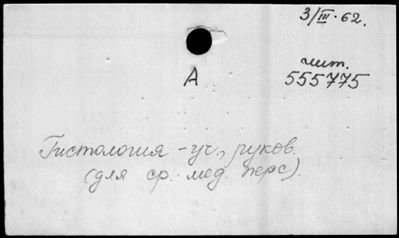 3/III·62.
чит.
А 555775
Гистология - уч., руков.
(для ср. мед. перс).